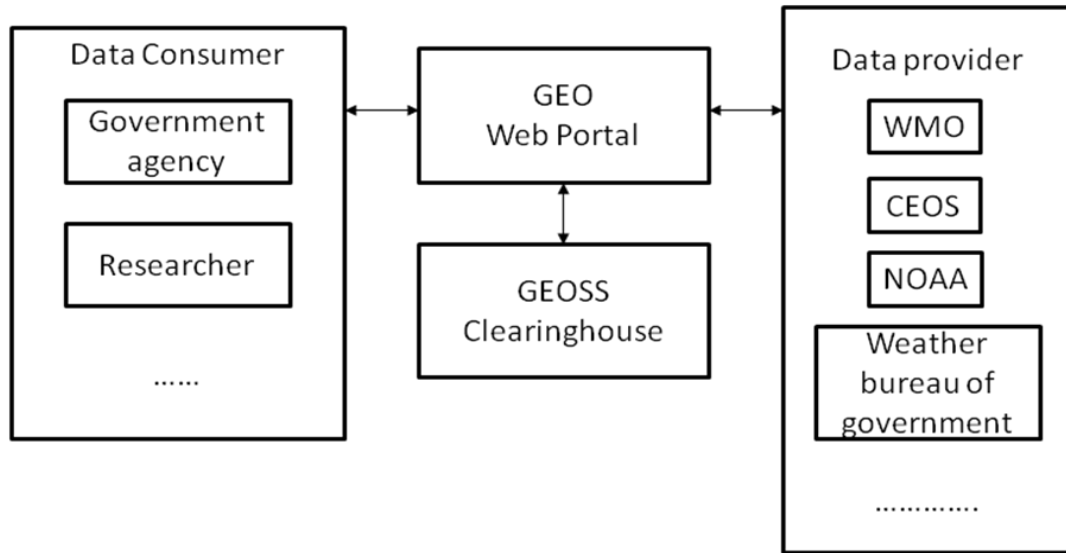 Data Consumer
Government
agency
Researcher
……
GEO
Web Portal
GEOSS
Clearinghouse
Data provider
WMO
CEOS
NOAA
Weather
bureau of
government
………….